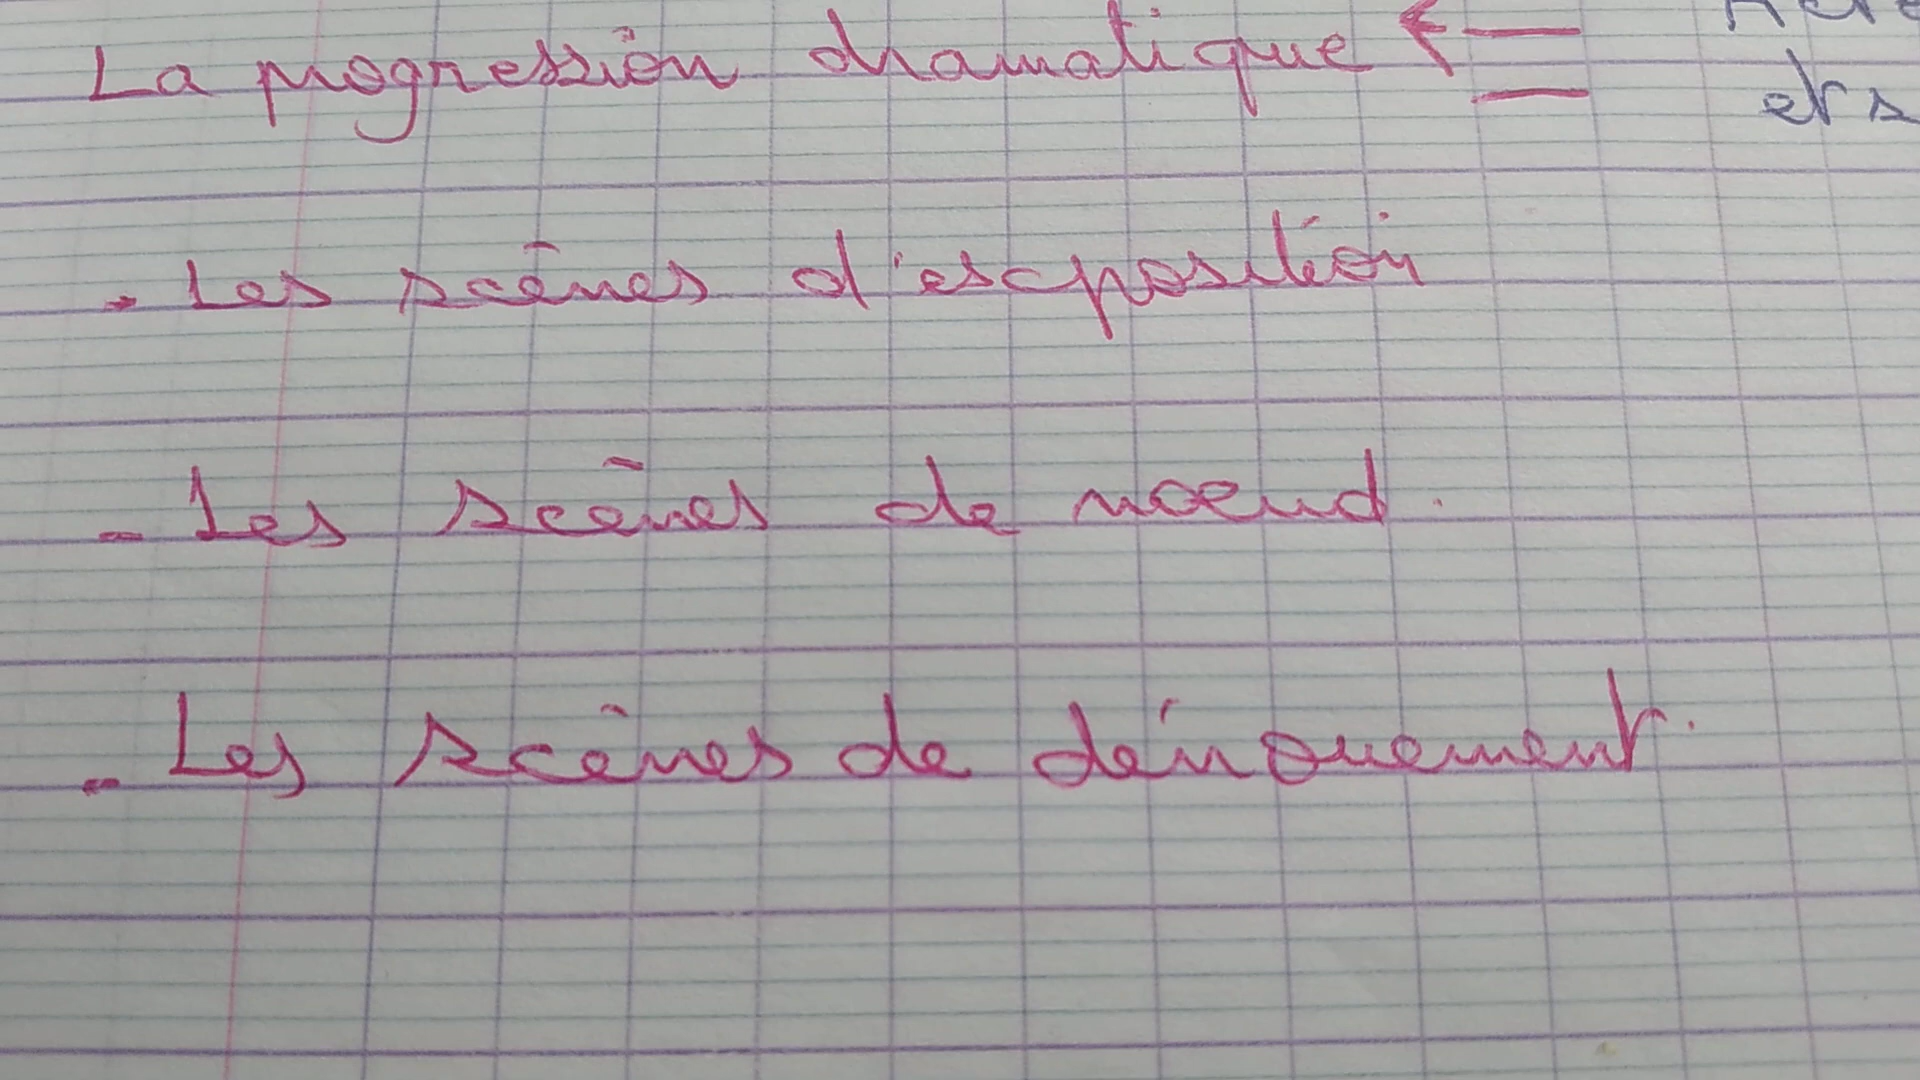 La progression dramatique
- Les scènes d'exposition
- Les scènes de noeud.
- Les scènes de dénouement.